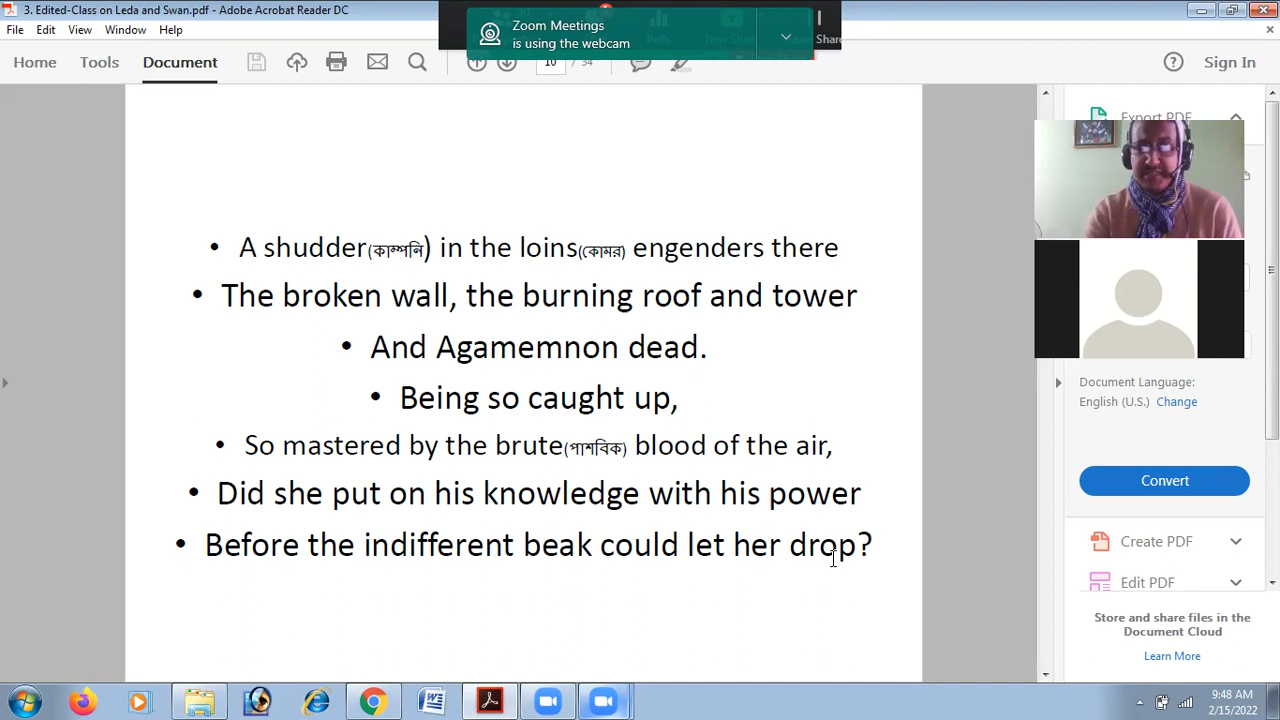 3. Edited-Class on Leda and Swan.pdf - Adobe Acrobat Reader DC
Zoom Meetings
is using the webcam
File Edit View Window Help
Home Tools Document
10 / 34
Sign In
Export PDF
• A shudder(কাম্পনি) in the loins(কোমর) engenders there
• The broken wall, the burning roof and tower
• And Agamemnon dead.
• Being so caught up,
• So mastered by the brute(পাশবিক) blood of the air,
• Did she put on his knowledge with his power
• Before the indifferent beak could let her drop?
Document Language:
English (U.S.) Change
Convert
Create PDF
Edit PDF
Store and share files in the
Document Cloud
Learn More
9:48 AM
2/15/2022